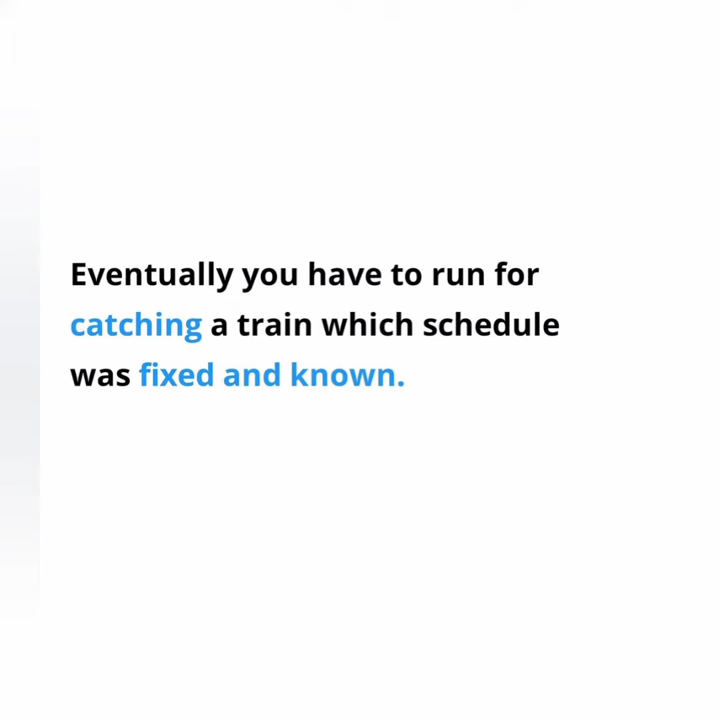 Eventually you have to run for
catching a train which schedule
was fixed and known.